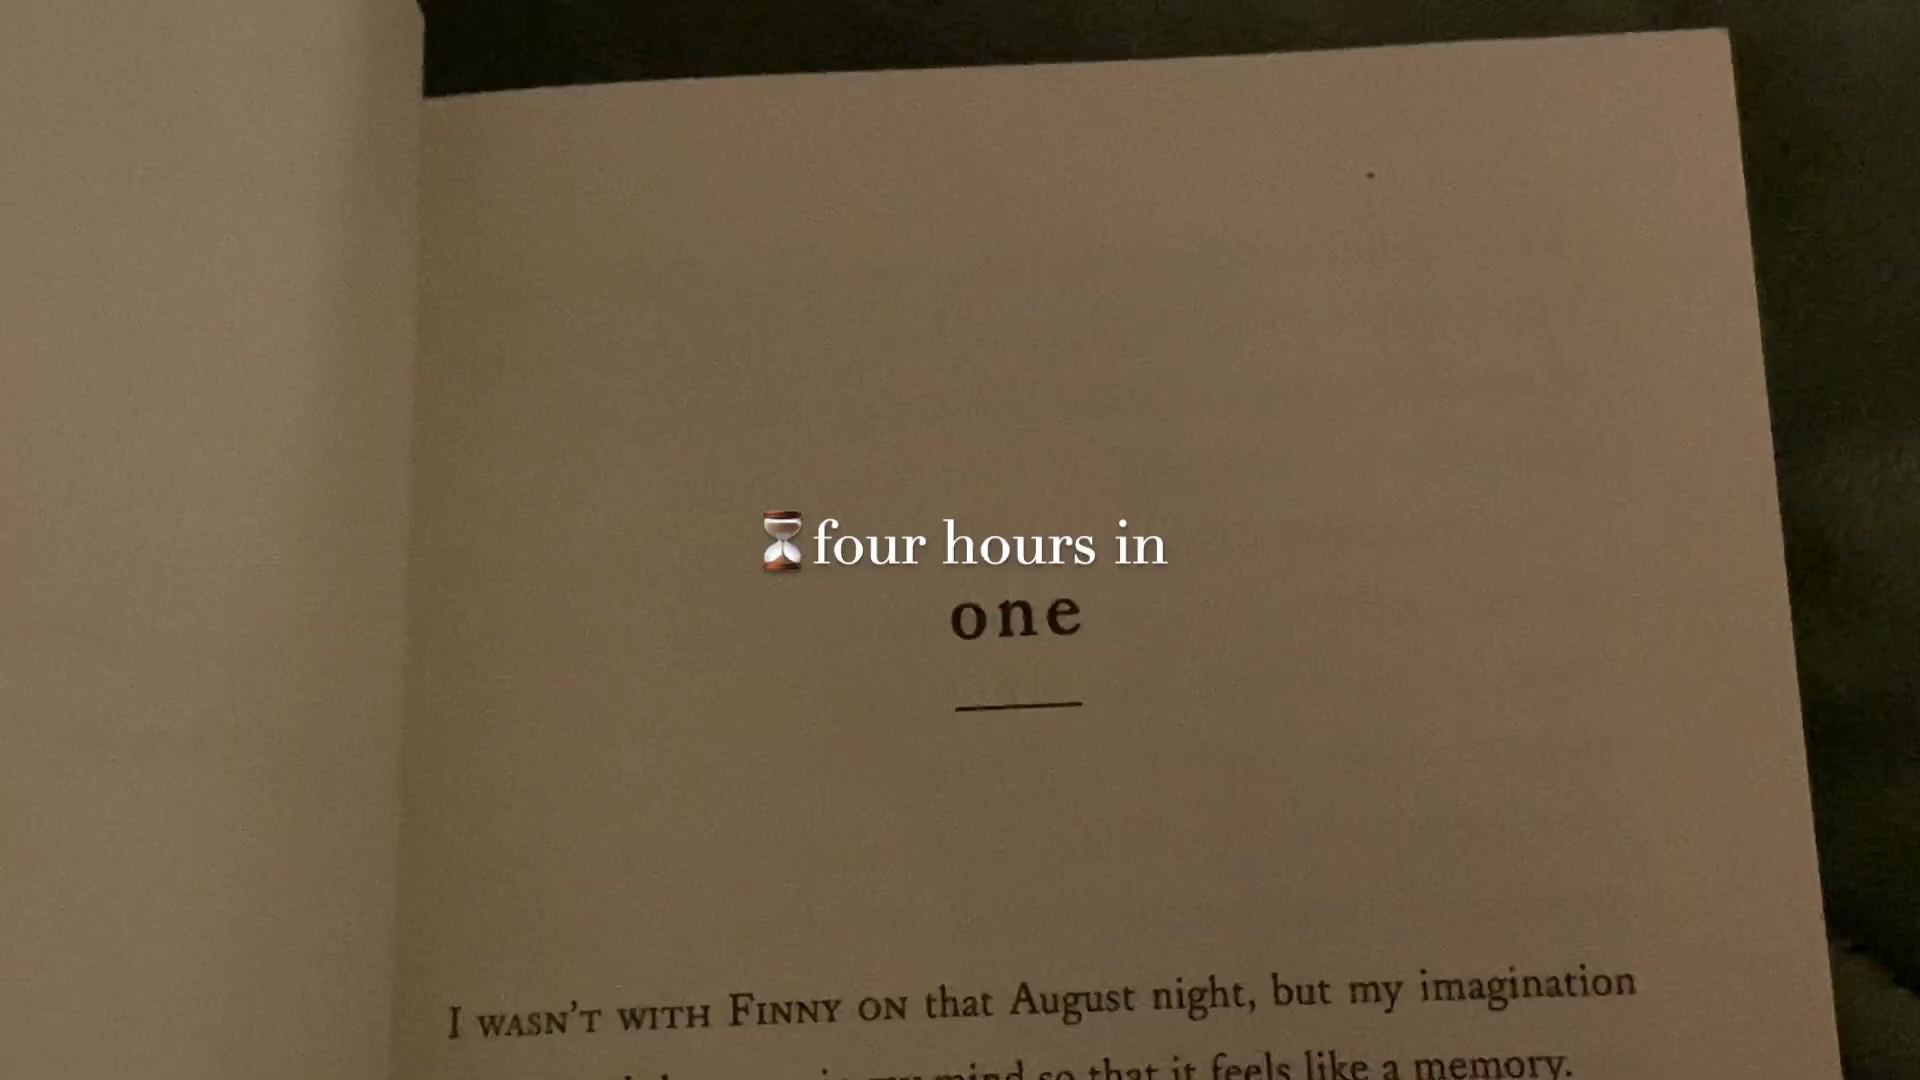 ⏳four hours in
one
I WASN'T WITH FINNY ON that August night, but my imagination
mind so that it feels like a memory.